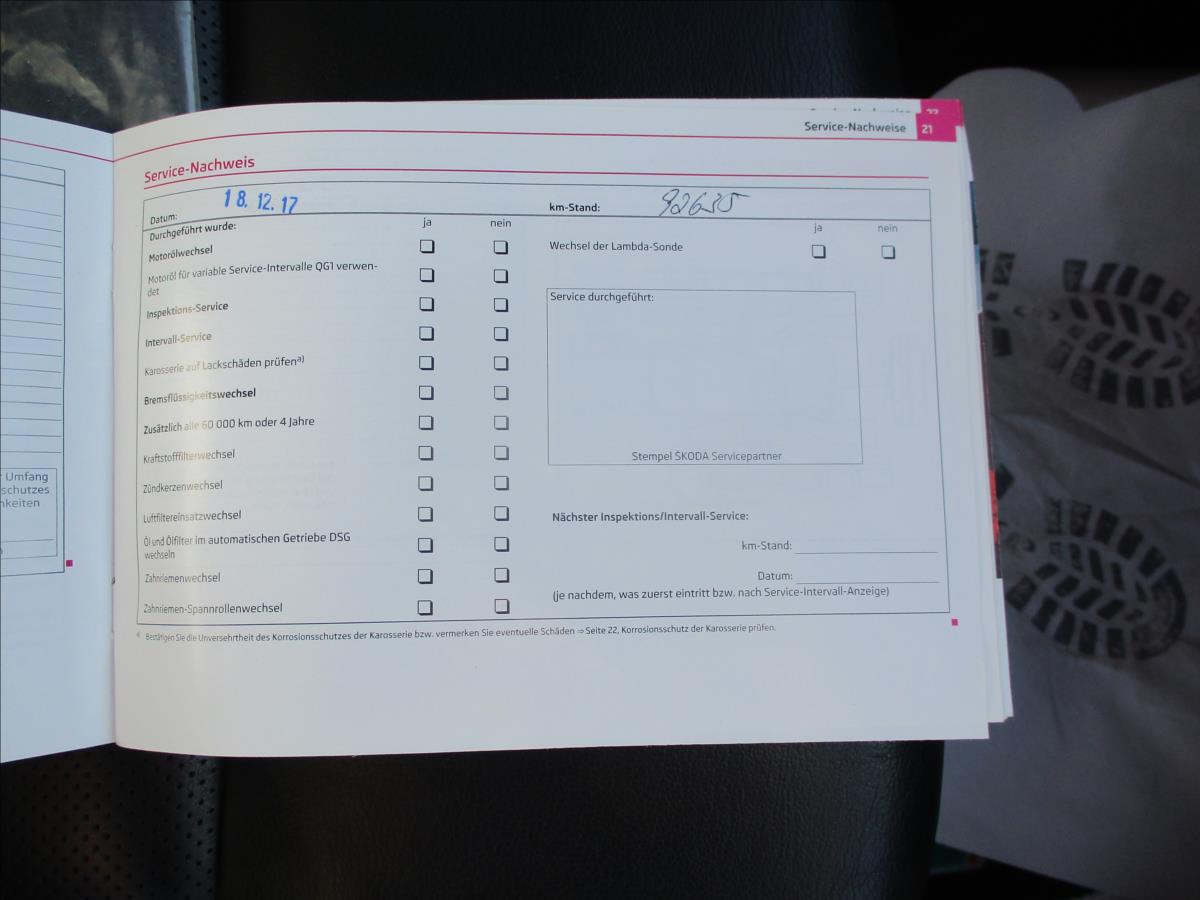 Service-Nachweise 21
Service-Nachweis
Datum: 18. 12. 17
km-Stand: 92635
Durchgeführt wurde: ja nein
ja nein
Motorölwechsel
Wechsel der Lambda-Sonde
Motoröl für variable Service-Intervalle QG1 verwen-
det
Inspektions-Service
Intervall-Service
Karosserie auf Lackschäden prüfena)
Bremsflüssigkeitswechsel
Zusätzlich alle 60 000 km oder 4 Jahre
Kraftstofffilterwechsel
Zündkerzenwechsel
Luftfiltereinsatzwechsel
Öl und Ölfilter im automatischen Getriebe DSG
wechseln
Zahnriemenwechsel
Zahnriemen-Spannrollenwechsel
Service durchgeführt:
Stempel ŠKODA Servicepartner
Nächster Inspektions/Intervall-Service:
km-Stand:
Datum:
(je nachdem, was zuerst eintritt bzw. nach Service-Intervall-Anzeige)
a) Bestätigen Sie die Unversehrtheit des Korrosionsschutzes der Karosserie bzw. vermerken Sie eventuelle Schäden ⇒ Seite 22, Korrosionsschutz der Karosserie prüfen.
Umfang
schutzes
hkeiten